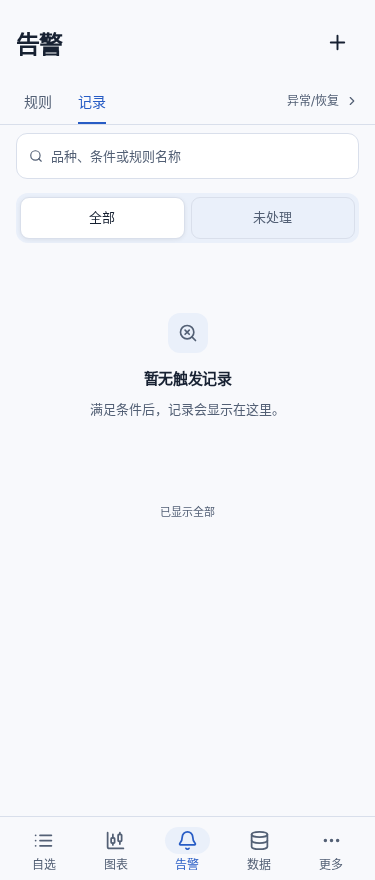 告警
规则 记录 异常/恢复
品种、条件或规则名称
全部 未处理
暂无触发记录
满足条件后，记录会显示在这里。
已显示全部
自选 图表 告警 数据 更多